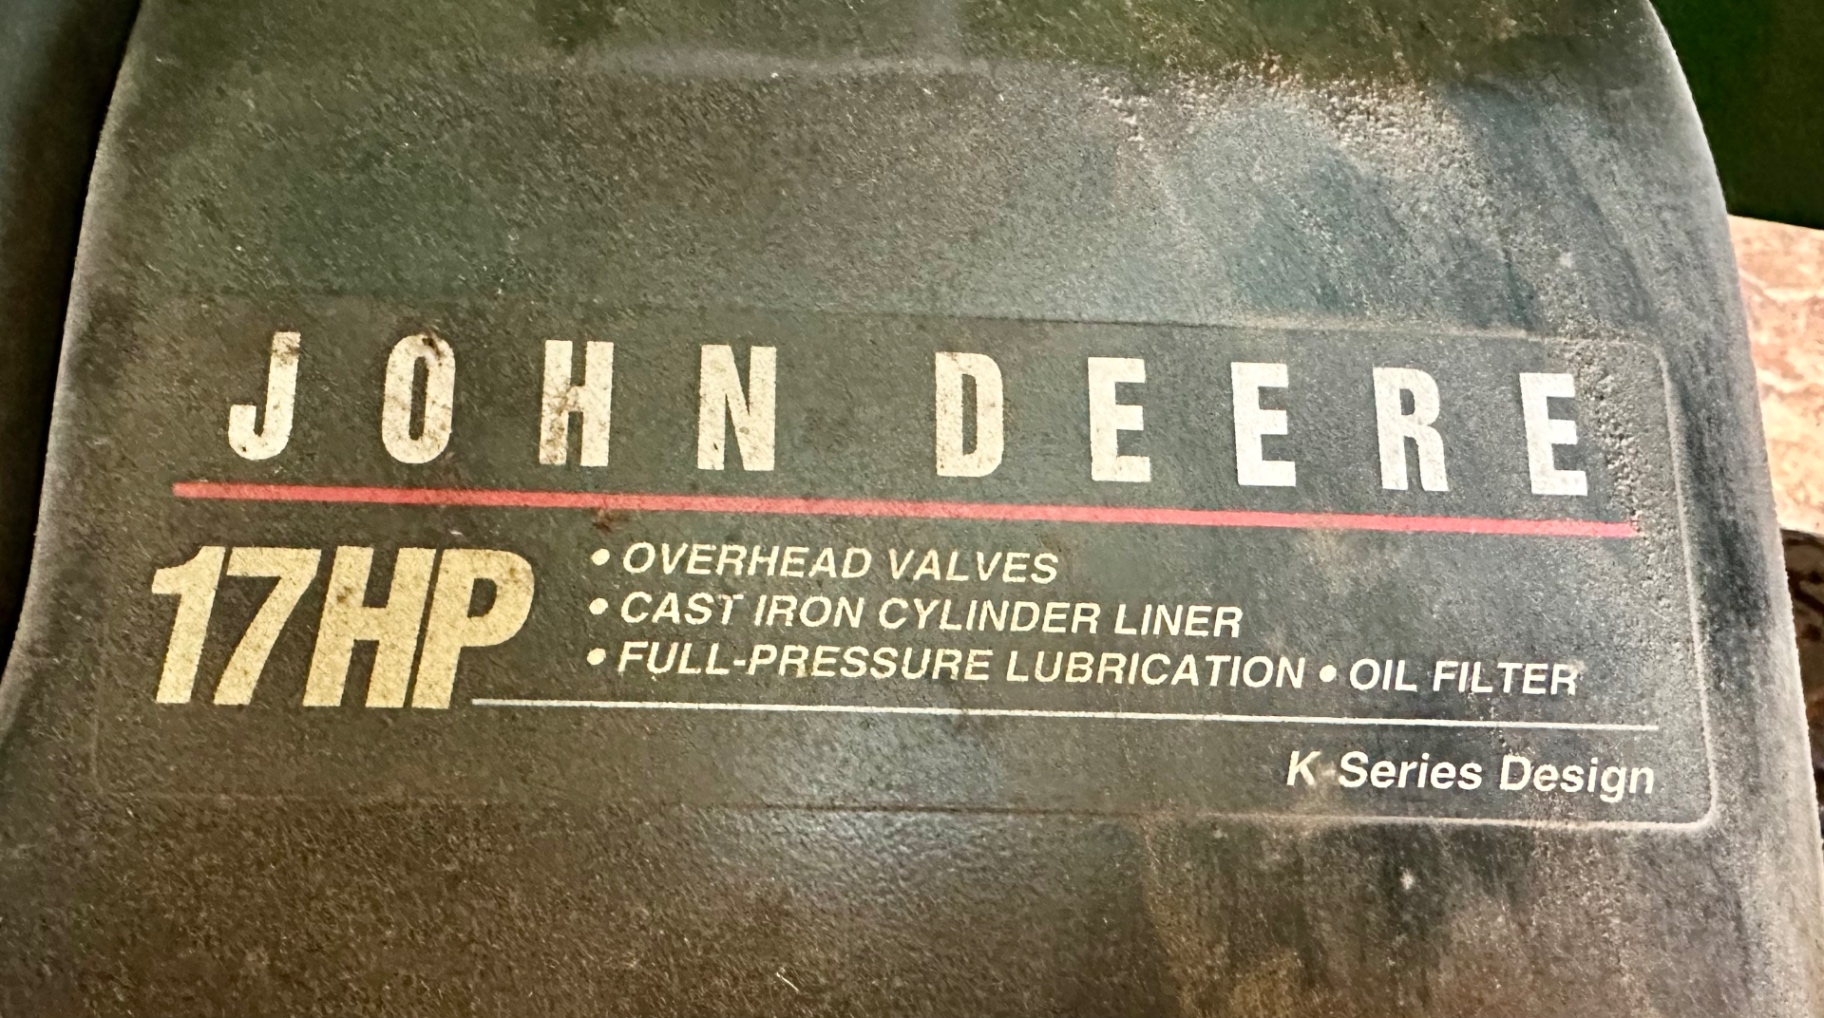 JOHN DEERE
17HP
• OVERHEAD VALVES
• CAST IRON CYLINDER LINER
• FULL-PRESSURE LUBRICATION • OIL FILTER
K-Series Design